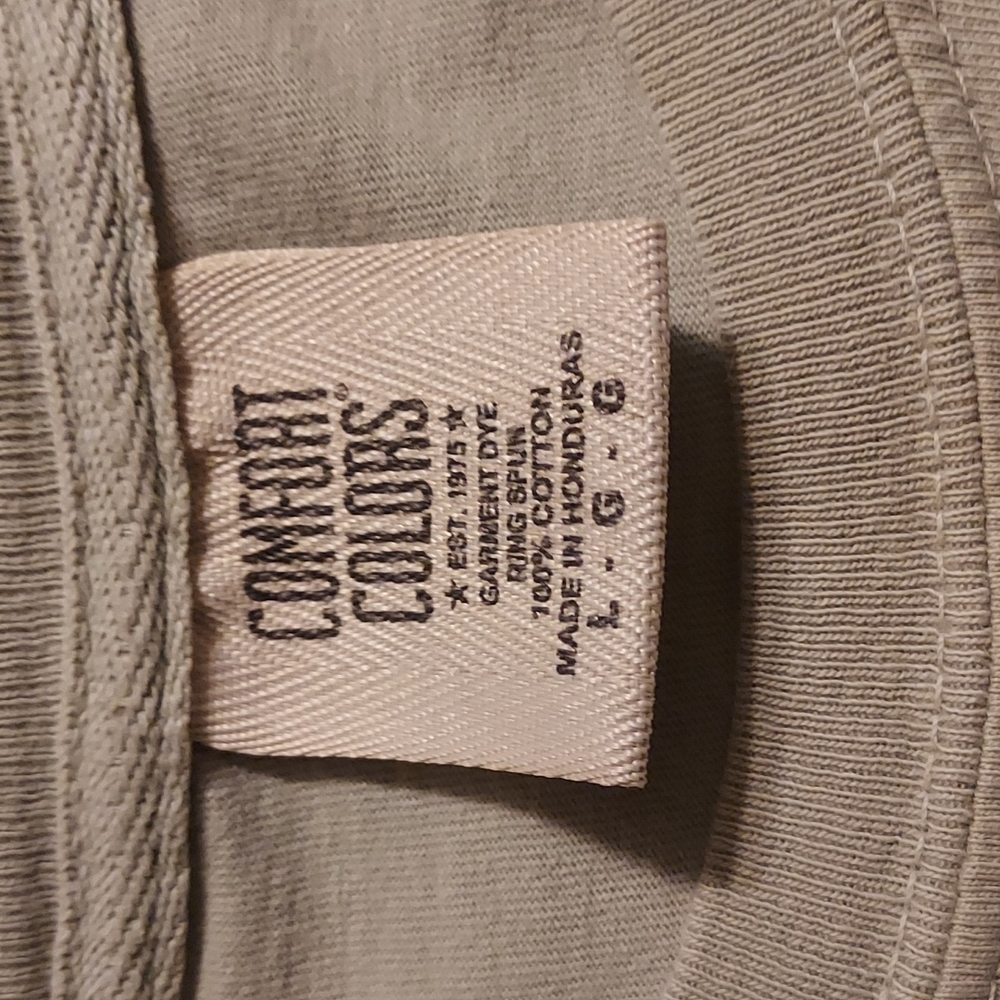 COMFORT
COLORS®
★ EST. 1975 ★
GARMENT DYE
RING SPUN
100% COTTON
MADE IN HONDURAS
L - G - G